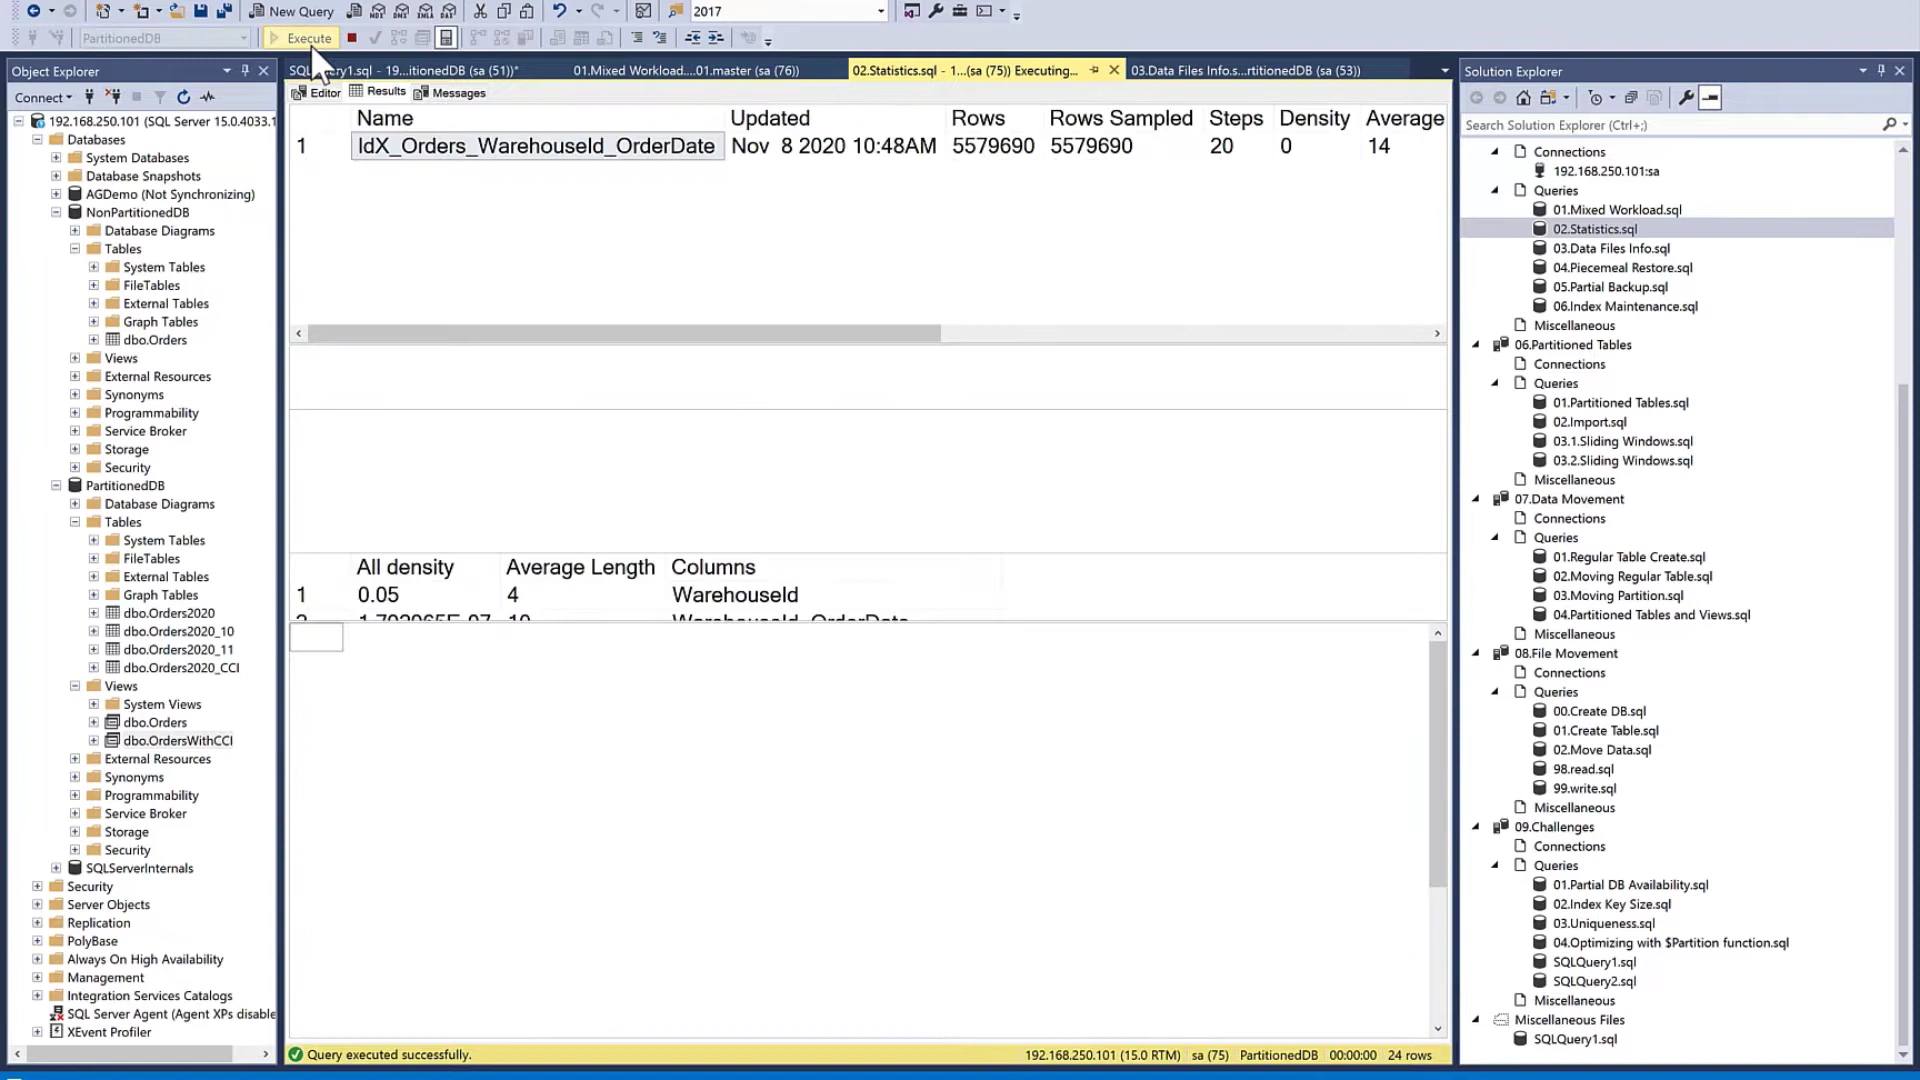 New Query
MDX DMX XMLA DAX
2017
PartitionedDB
Execute
Object Explorer
Connect
192.168.250.101 (SQL Server 15.0.4033.1
Databases
System Databases
Database Snapshots
AGDemo (Not Synchronizing)
NonPartitionedDB
Database Diagrams
Tables
System Tables
FileTables
External Tables
Graph Tables
dbo.Orders
Views
External Resources
Synonyms
Programmability
Service Broker
Storage
Security
PartitionedDB
Database Diagrams
Tables
System Tables
FileTables
External Tables
Graph Tables
dbo.Orders2020
dbo.Orders2020_10
dbo.Orders2020_11
dbo.Orders2020_CCI
Views
System Views
dbo.Orders
dbo.OrdersWithCCI
External Resources
Synonyms
Programmability
Service Broker
Storage
Security
SQLServerInternals
Security
Server Objects
Replication
PolyBase
Always On High Availability
Management
Integration Services Catalogs
SQL Server Agent (Agent XPs disable
XEvent Profiler
SQ ry1.sql - 19...itionedDB (sa (51))*
01.Mixed Workload....01.master (sa (76))
02.Statistics.sql - 1...(sa (75)) Executing...
03.Data Files Info.s...rtitionedDB (sa (53))
Editor Results Messages
Name Updated Rows Rows Sampled Steps Density Average
1 IdX_Orders_WarehouseId_OrderDate Nov 8 2020 10:48AM 5579690 5579690 20 0 14
All density Average Length Columns
1 0.05 4 WarehouseId
Query executed successfully.
192.168.250.101 (15.0 RTM) sa (75) PartitionedDB 00:00:00 24 rows
Solution Explorer
Search Solution Explorer (Ctrl+;)
Connections
192.168.250.101:sa
Queries
01.Mixed Workload.sql
02.Statistics.sql
03.Data Files Info.sql
04.Piecemeal Restore.sql
05.Partial Backup.sql
06.Index Maintenance.sql
Miscellaneous
06.Partitioned Tables
Connections
Queries
01.Partitioned Tables.sql
02.Import.sql
03.1.Sliding Windows.sql
03.2.Sliding Windows.sql
Miscellaneous
07.Data Movement
Connections
Queries
01.Regular Table Create.sql
02.Moving Regular Table.sql
03.Moving Partition.sql
04.Partitioned Tables and Views.sql
Miscellaneous
08.File Movement
Connections
Queries
00.Create DB.sql
01.Create Table.sql
02.Move Data.sql
98.read.sql
99.write.sql
Miscellaneous
09.Challenges
Connections
Queries
01.Partial DB Availability.sql
02.Index Key Size.sql
03.Uniqueness.sql
04.Optimizing with $Partition function.sql
SQLQuery1.sql
SQLQuery2.sql
Miscellaneous
Miscellaneous Files
SQLQuery1.sql